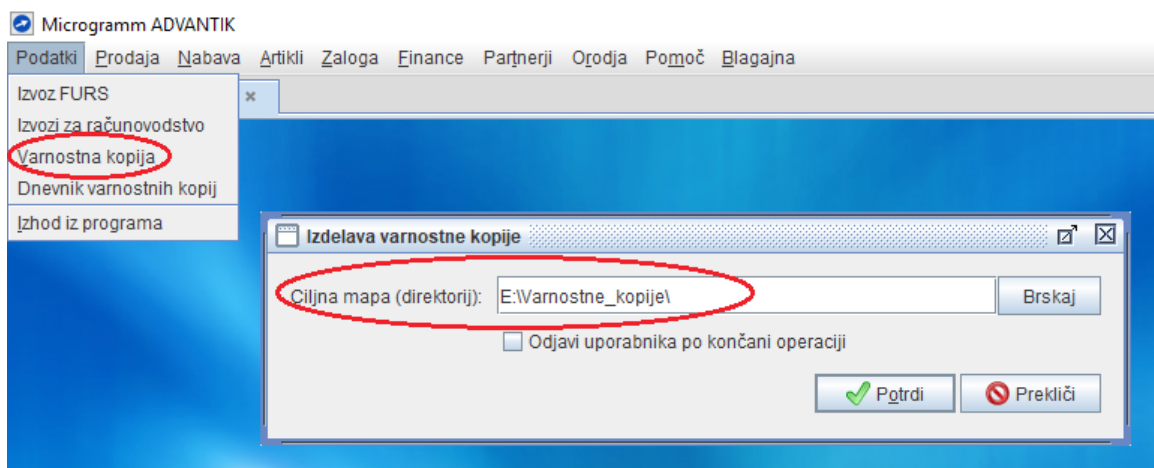 Microgramm ADVANTIK
Podatki Prodaja Nabava Artikli Zaloga Finance Partnerji Orodja Pomoč Blagajna
Izvoz FURS
Izvozi za računovodstvo
Varnostna kopija
Dnevnik varnostnih kopij
Izhod iz programa
Izdelava varnostne kopije
Ciljna mapa (direktorij): E:\Varnostne_kopije\ Brskaj
Odjavi uporabnika po končani operaciji
Potrdi Prekliči